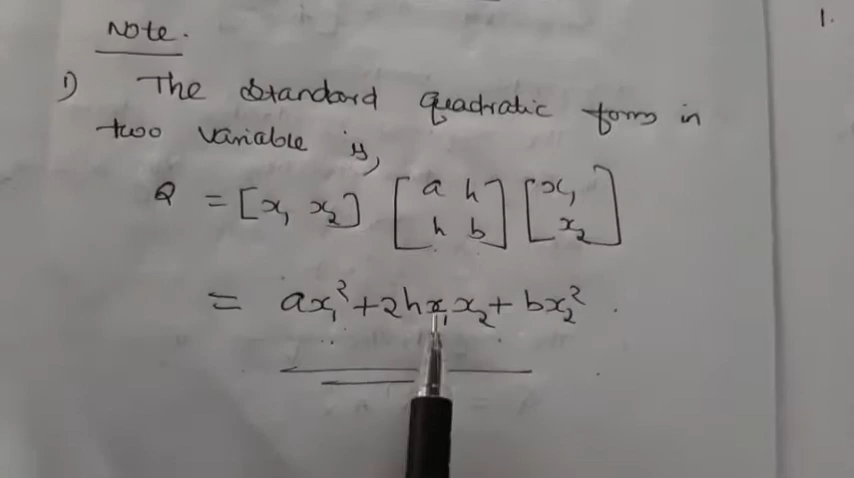 Note.
1) The Standard quadratic form in
two variable is,
Q = [x₁ x₂] [a h; h b] [x₁; x₂]
= ax₁² + 2hx₁x₂ + bx₂².
1.